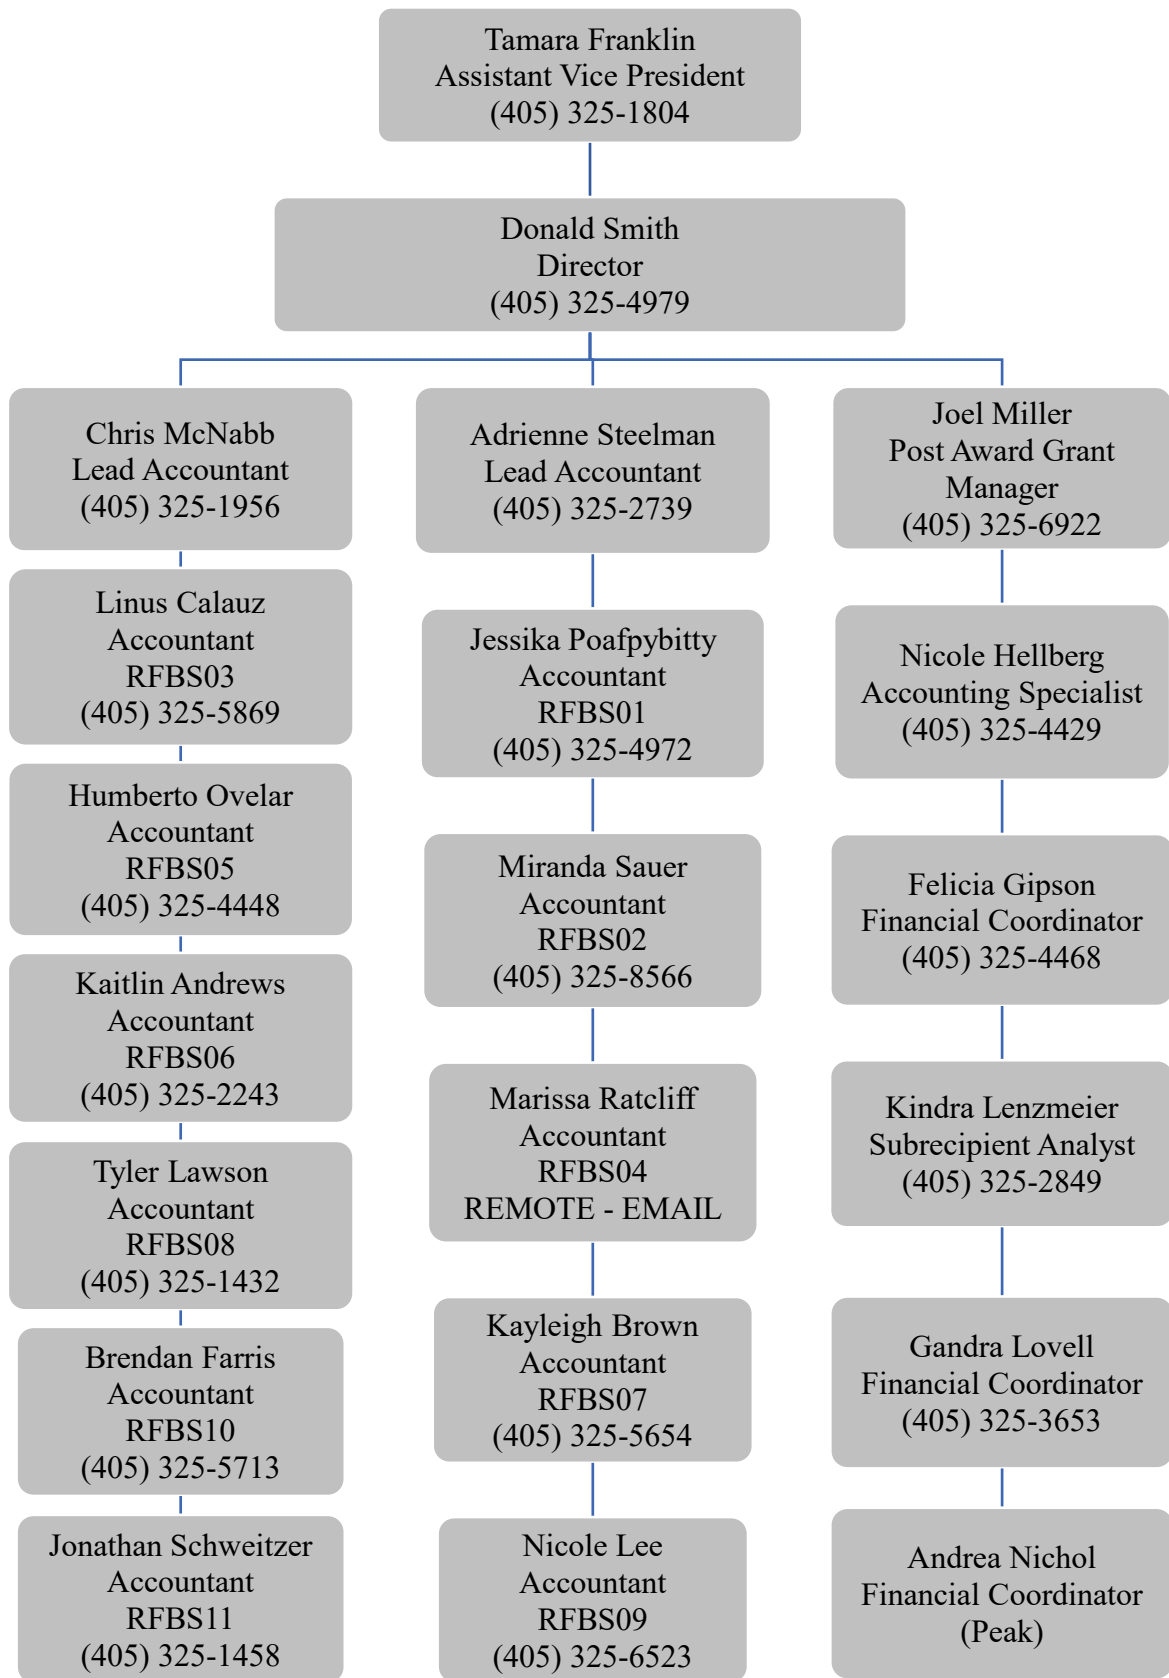 Tamara Franklin
Assistant Vice President
(405) 325-1804
Donald Smith
Director
(405) 325-4979
Chris McNabb
Lead Accountant
(405) 325-1956
Linus Calauz
Accountant
RFBS03
(405) 325-5869
Humberto Ovelar
Accountant
RFBS05
(405) 325-4448
Kaitlin Andrews
Accountant
RFBS06
(405) 325-2243
Tyler Lawson
Accountant
RFBS08
(405) 325-1432
Brendan Farris
Accountant
RFBS10
(405) 325-5713
Jonathan Schweitzer
Accountant
RFBS11
(405) 325-1458
Adrienne Steelman
Lead Accountant
(405) 325-2739
Jessika Poafpybitty
Accountant
RFBS01
(405) 325-4972
Miranda Sauer
Accountant
RFBS02
(405) 325-8566
Marissa Ratcliff
Accountant
RFBS04
REMOTE - EMAIL
Kayleigh Brown
Accountant
RFBS07
(405) 325-5654
Nicole Lee
Accountant
RFBS09
(405) 325-6523
Joel Miller
Post Award Grant
Manager
(405) 325-6922
Nicole Hellberg
Accounting Specialist
(405) 325-4429
Felicia Gipson
Financial Coordinator
(405) 325-4468
Kindra Lenzmeier
Subrecipient Analyst
(405) 325-2849
Gandra Lovell
Financial Coordinator
(405) 325-3653
Andrea Nichol
Financial Coordinator
(Peak)